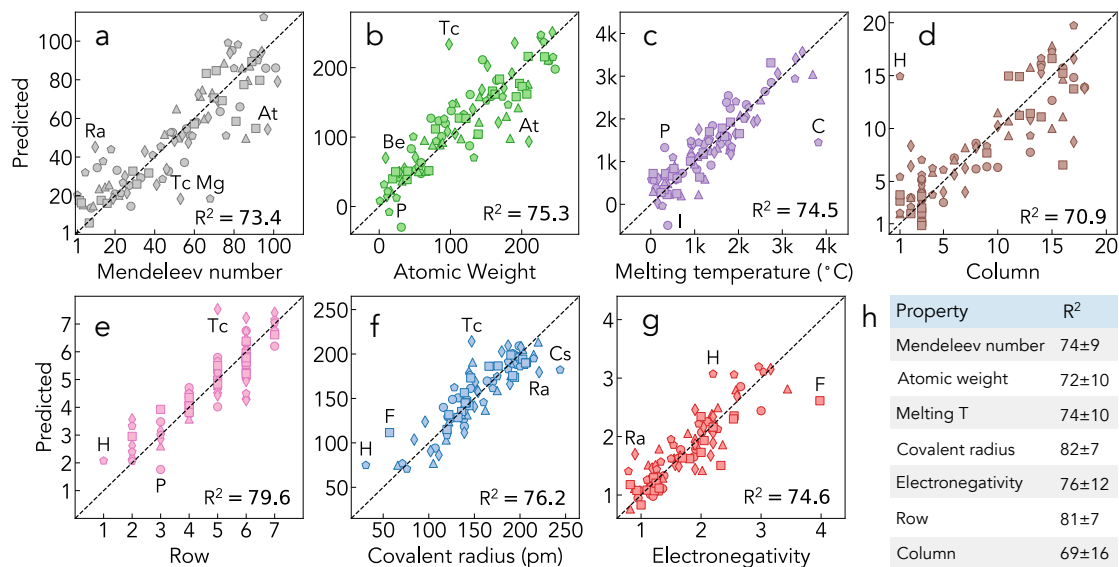 a
Predicted
100
80
60
40
20
1
Ra
At
Tc Mg
R² = 73.4
1 20 40 60 80 100
Mendeleev number
b
200
100
0
Tc
Be
At
P
R² = 75.3
0 100 200
Atomic Weight
c
4k
3k
2k
1k
0
P
C
I
R² = 74.5
0 1k 2k 3k 4k
Melting temperature (°C)
d
20
15
10
5
1
H
R² = 70.9
1 5 10 15 20
Column
e
Predicted
7
6
5
4
3
2
1
Tc
H
P
R² = 79.6
1 2 3 4 5 6 7
Row
f
250
200
150
100
50
Tc
Cs
Ra
F
H
R² = 76.2
50 100 150 200 250
Covalent radius (pm)
g
4
3
2
1
H
F
Ra
R² = 74.6
1 2 3 4
Electronegativity
h
Property R²
Mendeleev number 74±9
Atomic weight 72±10
Melting T 74±10
Covalent radius 82±7
Electronegativity 76±12
Row 81±7
Column 69±16